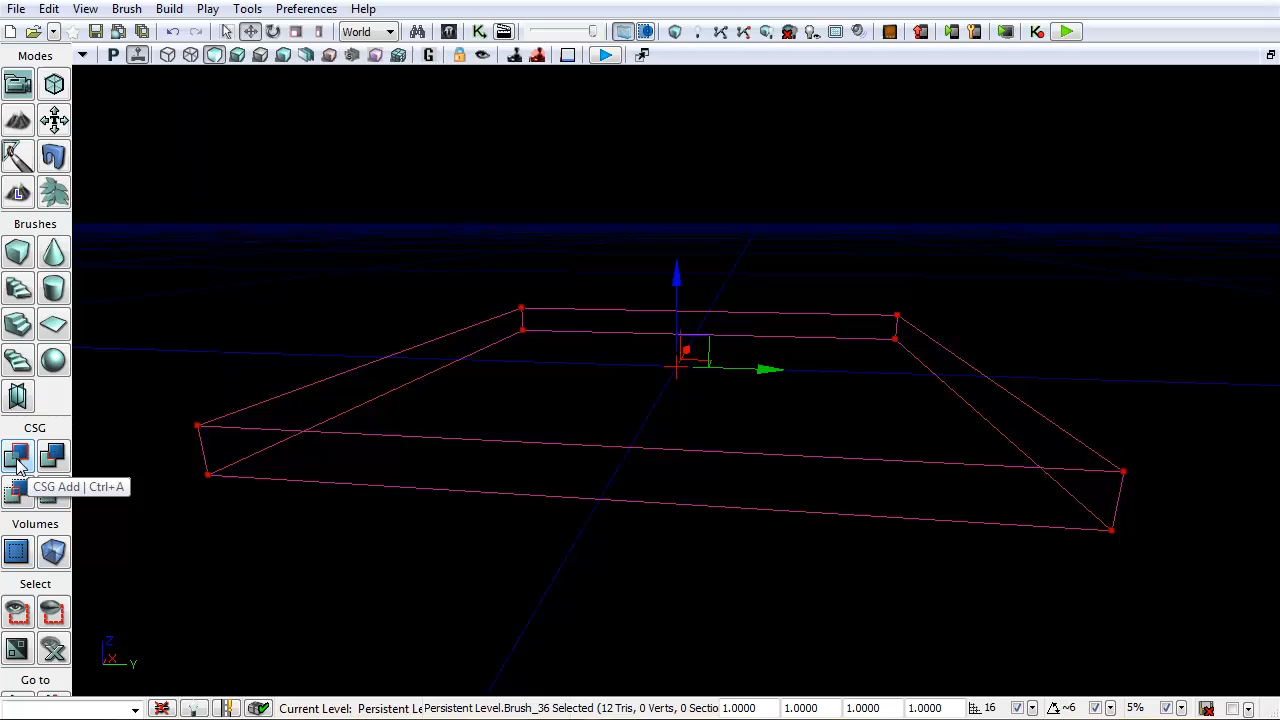 File Edit View Brush Build Play Tools Preferences Help
World
Modes
P G
L
Brushes
CSG
CSG Add | Ctrl+A
Volumes
Select
Go to
Z
X Y
Current Level: Persistent Le Persistent Level.Brush_36 Selected (12 Tris, 0 Verts, 0 Sectio 1.0000 1.0000 1.0000 1.0000 16 ~6 5%